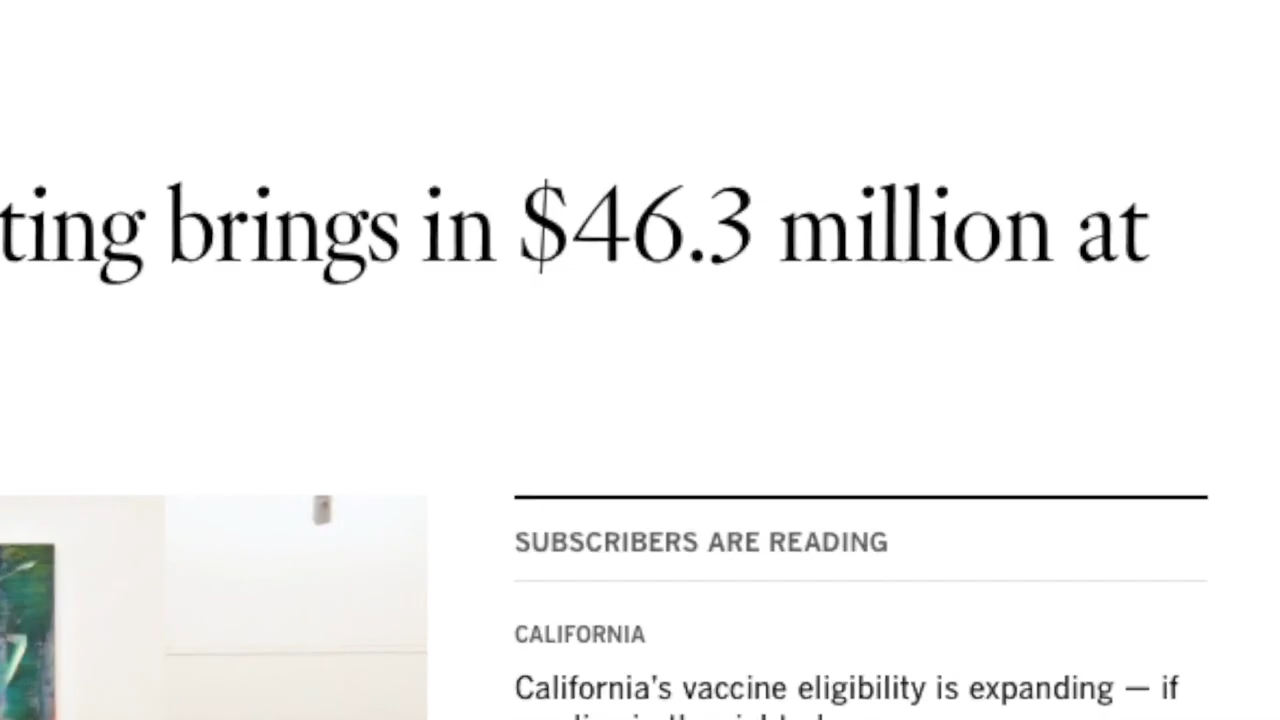 ting brings in $46.3 million at
SUBSCRIBERS ARE READING
CALIFORNIA
California's vaccine eligibility is expanding — if